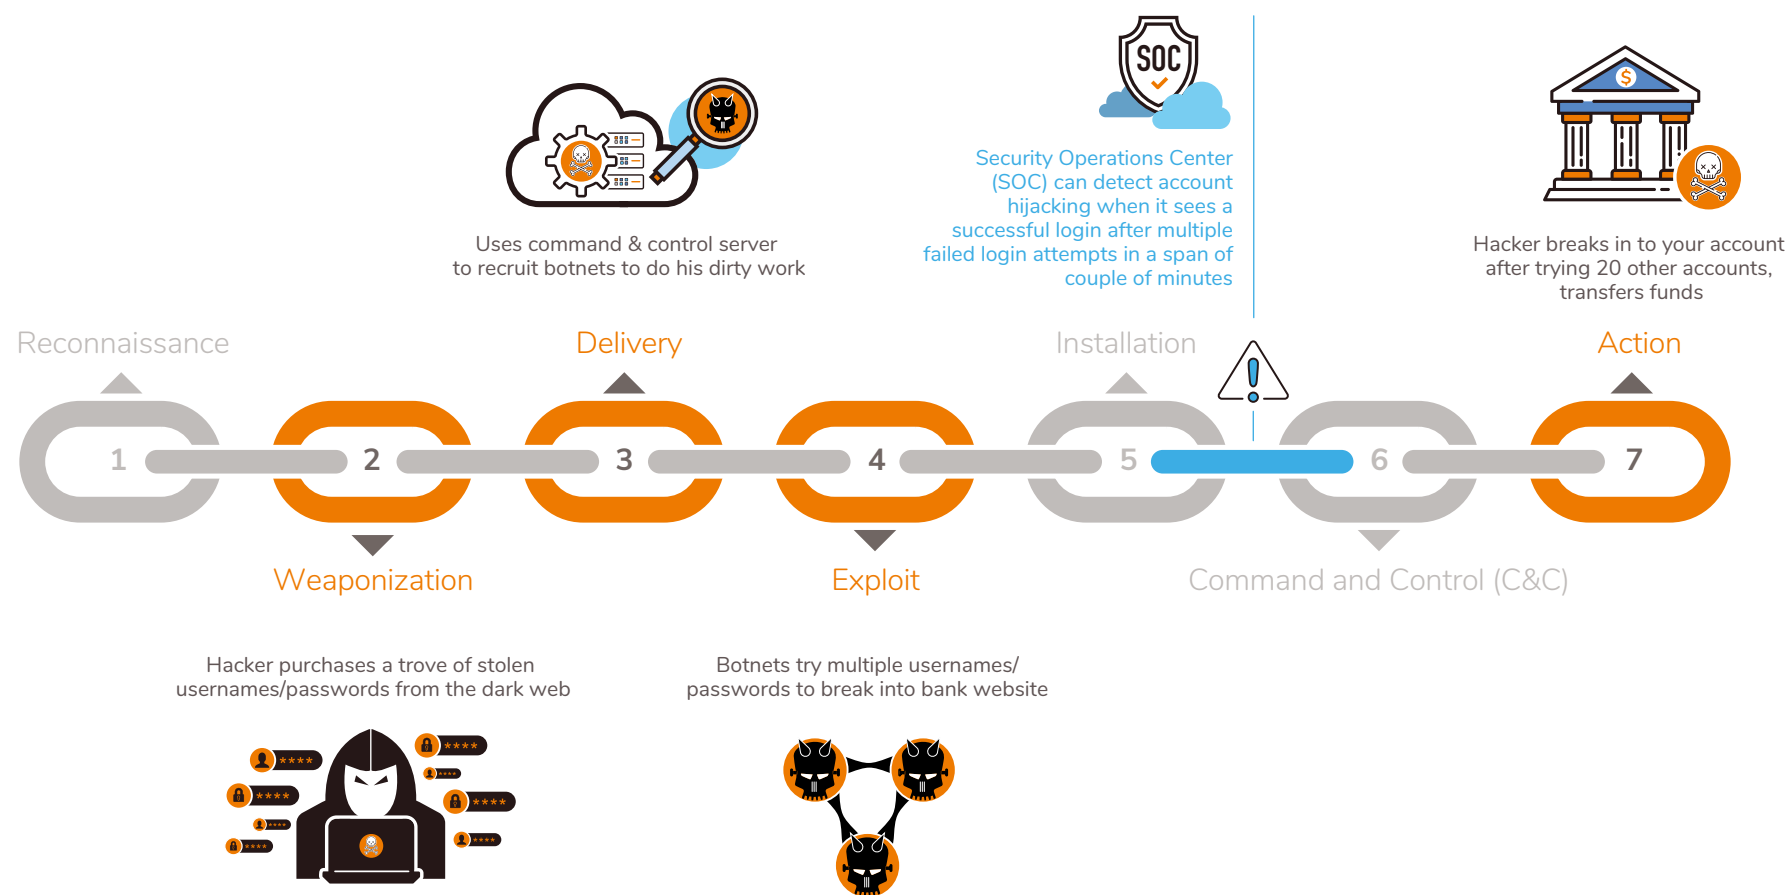 SOC
Security Operations Center
(SOC) can detect account
hijacking when it sees a
successful login after multiple
failed login attempts in a span of
couple of minutes
$
Uses command & control server
to recruit botnets to do his dirty work
Hacker breaks in to your account
after trying 20 other accounts,
transfers funds
Reconnaissance
Delivery
Installation
Action
1
2
3
4
5
6
7
Weaponization
Exploit
Command and Control (C&C)
Hacker purchases a trove of stolen
usernames/passwords from the dark web
Botnets try multiple usernames/
passwords to break into bank website
****
****
****
****
****
****
****
****